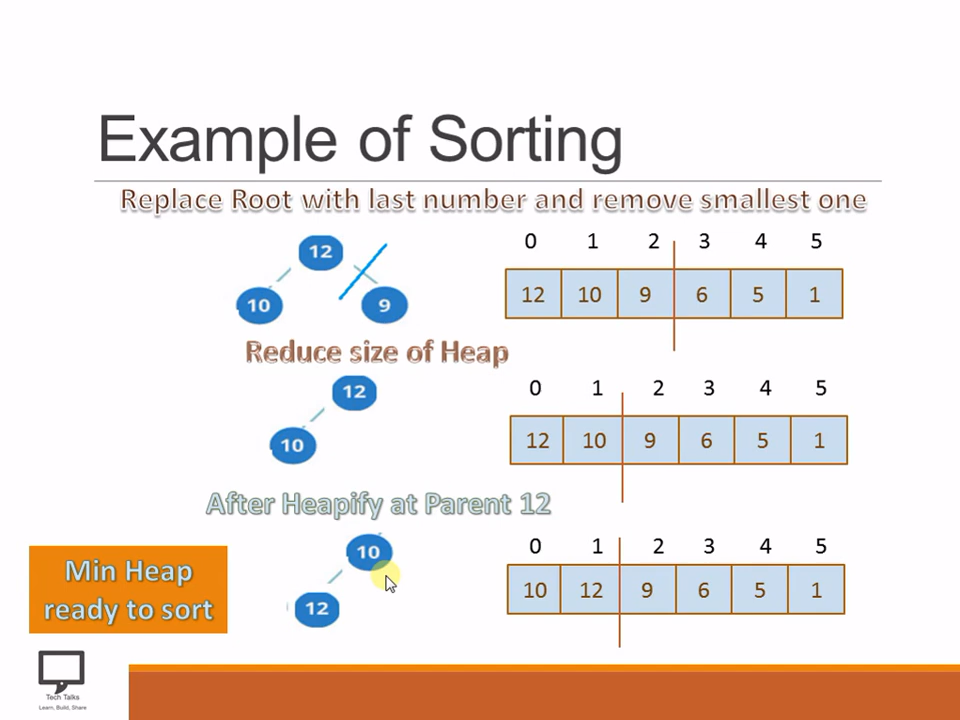 Example of Sorting
Replace Root with last number and remove smallest one
12
10 9
0 1 2 3 4 5
12 10 9 6 5 1
Reduce size of Heap
12
10
0 1 2 3 4 5
12 10 9 6 5 1
After Heapify at Parent 12
10
12
0 1 2 3 4 5
10 12 9 6 5 1
Min Heap
ready to sort
Tech Talks
Learn, Build, Share